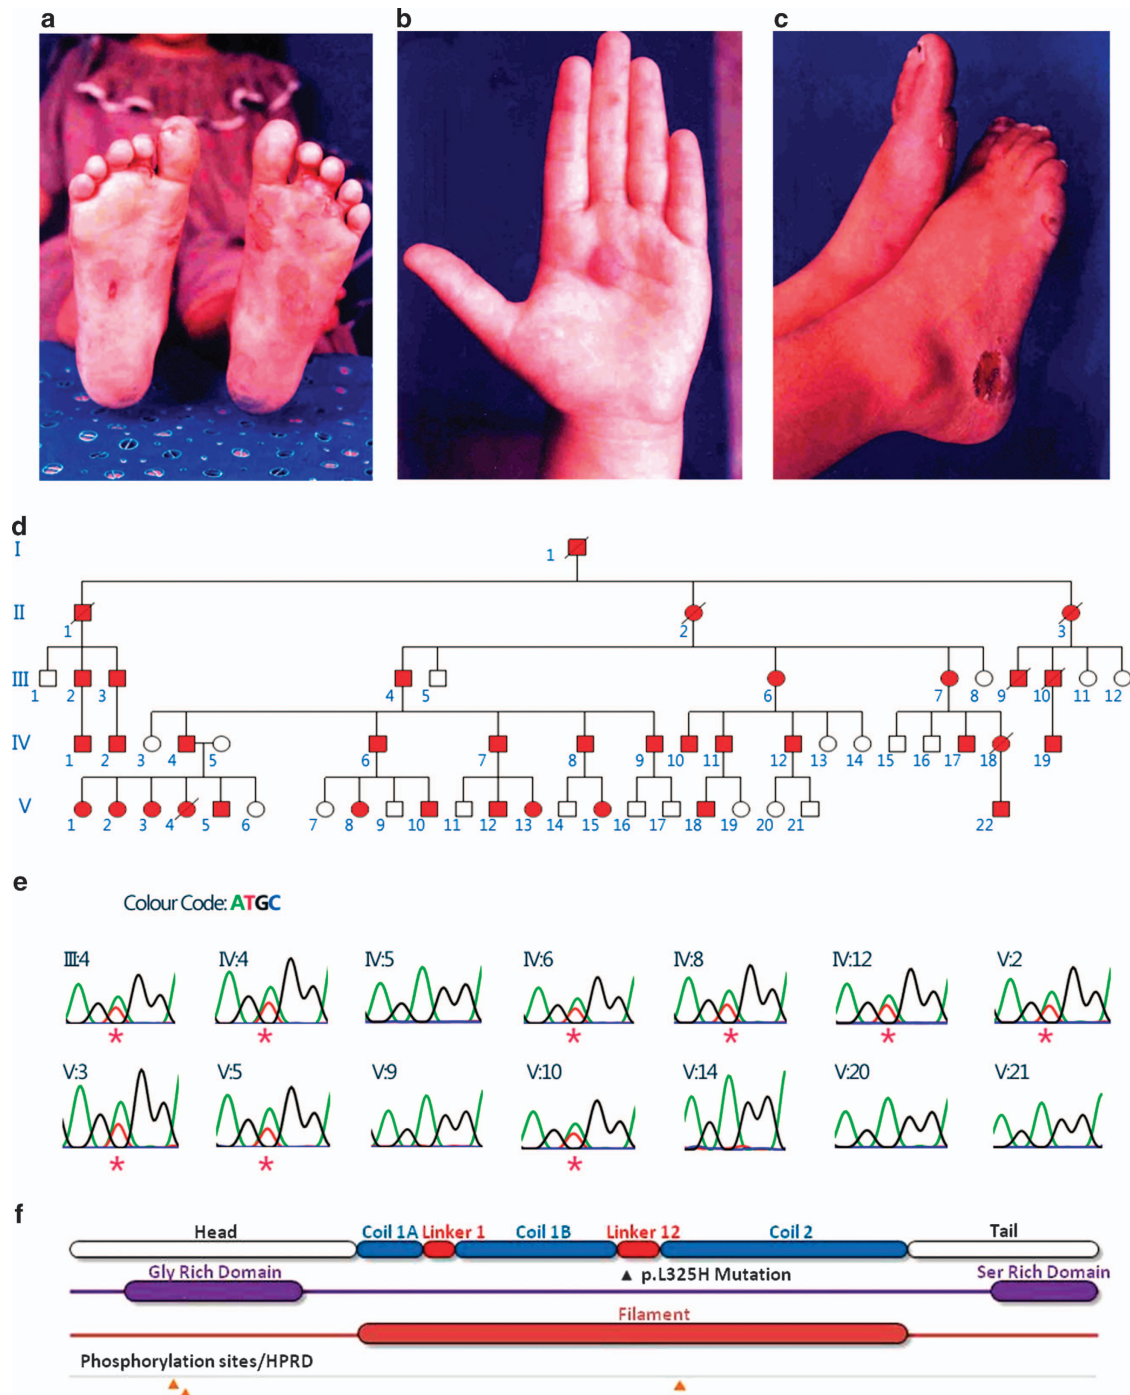 a b c
d
I 1
II 1 2 3
III 1 2 3 4 5 6 7 8 9 10 11 12
IV 1 2 3 4 5 6 7 8 9 10 11 12 13 14 15 16 17 18 19
V 1 2 3 4 5 6 7 8 9 10 11 12 13 14 15 16 17 18 19 20 21 22
e
Colour Code: ATGC
III:4 IV:4 IV:5 IV:6 IV:8 IV:12 V:2
* * * * * *
V:3 V:5 V:9 V:10 V:14 V:20 V:21
* * *
f
Head Coil 1A Linker 1 Coil 1B Linker 12 Coil 2 Tail
Gly Rich Domain ▲ p.L325H Mutation Ser Rich Domain
Filament
Phosphorylation sites/HPRD